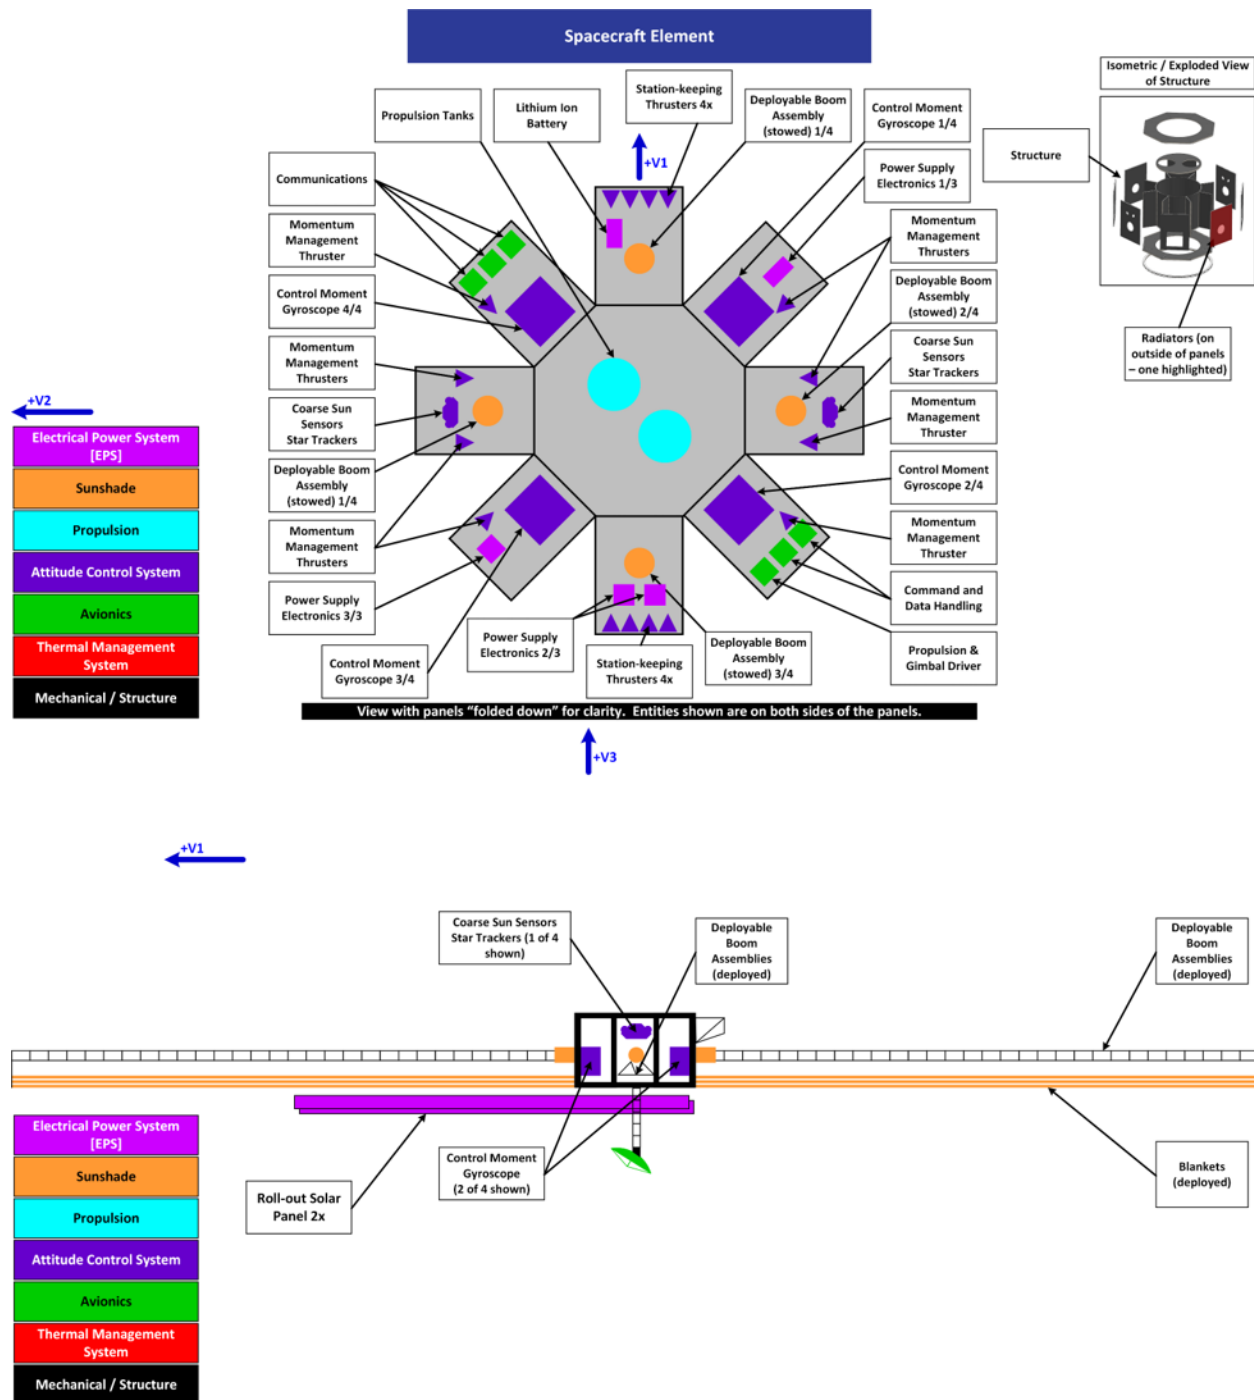 Spacecraft Element
Isometric / Exploded View
of Structure
Propulsion Tanks
Lithium Ion
Battery
Station-keeping
Thrusters 4x
Deployable Boom
Assembly
(stowed) 1/4
Control Moment
Gyroscope 1/4
Structure
+V1
Power Supply
Electronics 1/3
Communications
Momentum
Management
Thruster
Momentum
Management
Thrusters
Control Moment
Gyroscope 4/4
Deployable Boom
Assembly
(stowed) 2/4
Radiators (on
outside of panels
– one highlighted)
Momentum
Management
Thrusters
Coarse Sun
Sensors
Star Trackers
+V2
Coarse Sun
Sensors
Star Trackers
Momentum
Management
Thruster
Electrical Power System
[EPS]
Sunshade
Propulsion
Attitude Control System
Avionics
Thermal Management
System
Mechanical / Structure
Deployable Boom
Assembly
(stowed) 1/4
Control Moment
Gyroscope 2/4
Momentum
Management
Thrusters
Momentum
Management
Thruster
Power Supply
Electronics 3/3
Command and
Data Handling
Control Moment
Gyroscope 3/4
Power Supply
Electronics 2/3
Station-keeping
Thrusters 4x
Deployable Boom
Assembly
(stowed) 3/4
Propulsion &
Gimbal Driver
View with panels “folded down” for clarity.  Entities shown are on both sides of the panels.
+V3
+V1
Coarse Sun Sensors
Star Trackers (1 of 4
shown)
Deployable
Boom
Assemblies
(deployed)
Deployable
Boom
Assemblies
(deployed)
Electrical Power System
[EPS]
Sunshade
Propulsion
Attitude Control System
Avionics
Thermal Management
System
Mechanical / Structure
Roll-out Solar
Panel 2x
Control Moment
Gyroscope
(2 of 4 shown)
Blankets
(deployed)